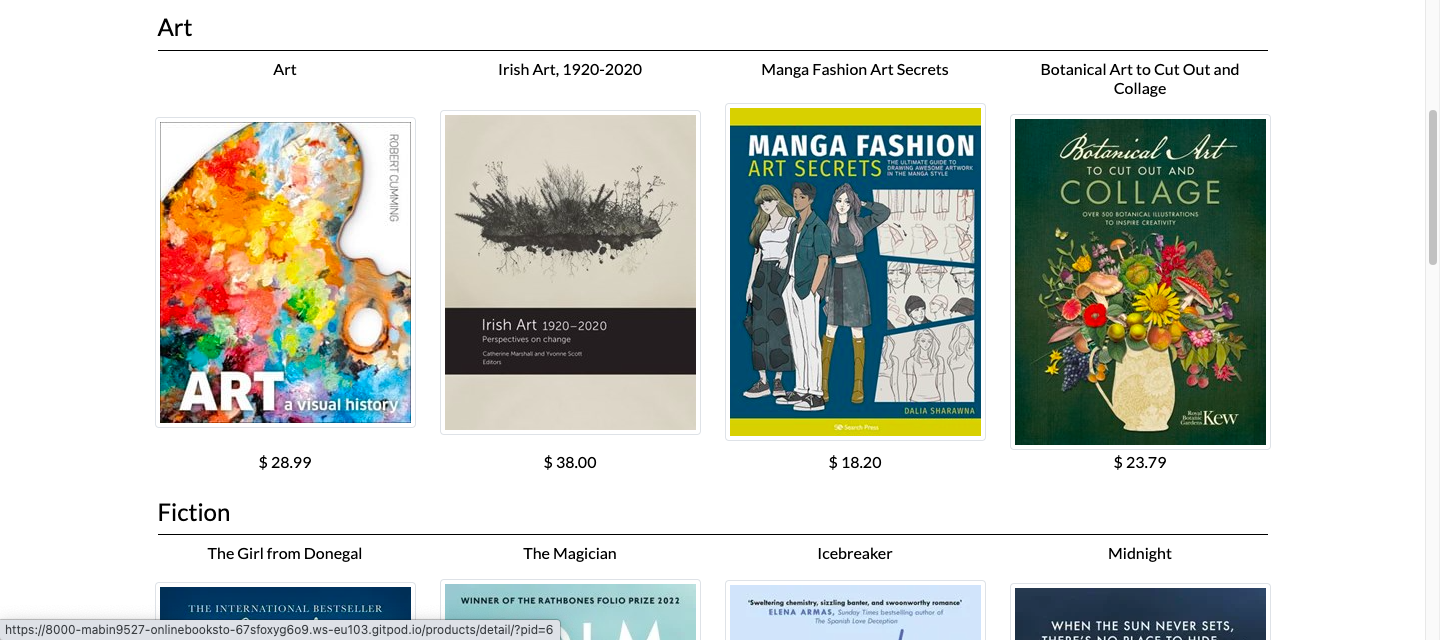 Art
Art
Irish Art, 1920-2020
Manga Fashion Art Secrets
Botanical Art to Cut Out and
Collage
ROBERT CUMMING
ART a visual history
Irish Art 1920–2020
Perspectives on change
Catherine Marshall and Yvonne Scott
Editors
MANGA FASHION
ART SECRETS
THE ULTIMATE GUIDE TO
DRAWING AWESOME ARTWORK
IN THE MANGA STYLE
DALIA SHARAWNA
Search Press
Botanical Art
TO CUT OUT AND
COLLAGE
OVER 500 BOTANICAL ILLUSTRATIONS
TO INSPIRE CREATIVITY
Royal
Botanic
Gardens
Kew
$ 28.99
$ 38.00
$ 18.20
$ 23.79
Fiction
The Girl from Donegal
The Magician
Icebreaker
Midnight
THE INTERNATIONAL BESTSELLER
WINNER OF THE RATHBONES FOLIO PRIZE 2022
'Sweltering chemistry, sizzling banter, and swoonworthy romance'
ELENA ARMAS, Sunday Times bestselling author of
The Spanish Love Deception
WHEN THE SUN NEVER SETS,
THERE'S NO PLACE TO HIDE
https://8000-mabin9527-onlinebooksto-67sfoxyg6o9.ws-eu103.gitpod.io/products/detail/?pid=6